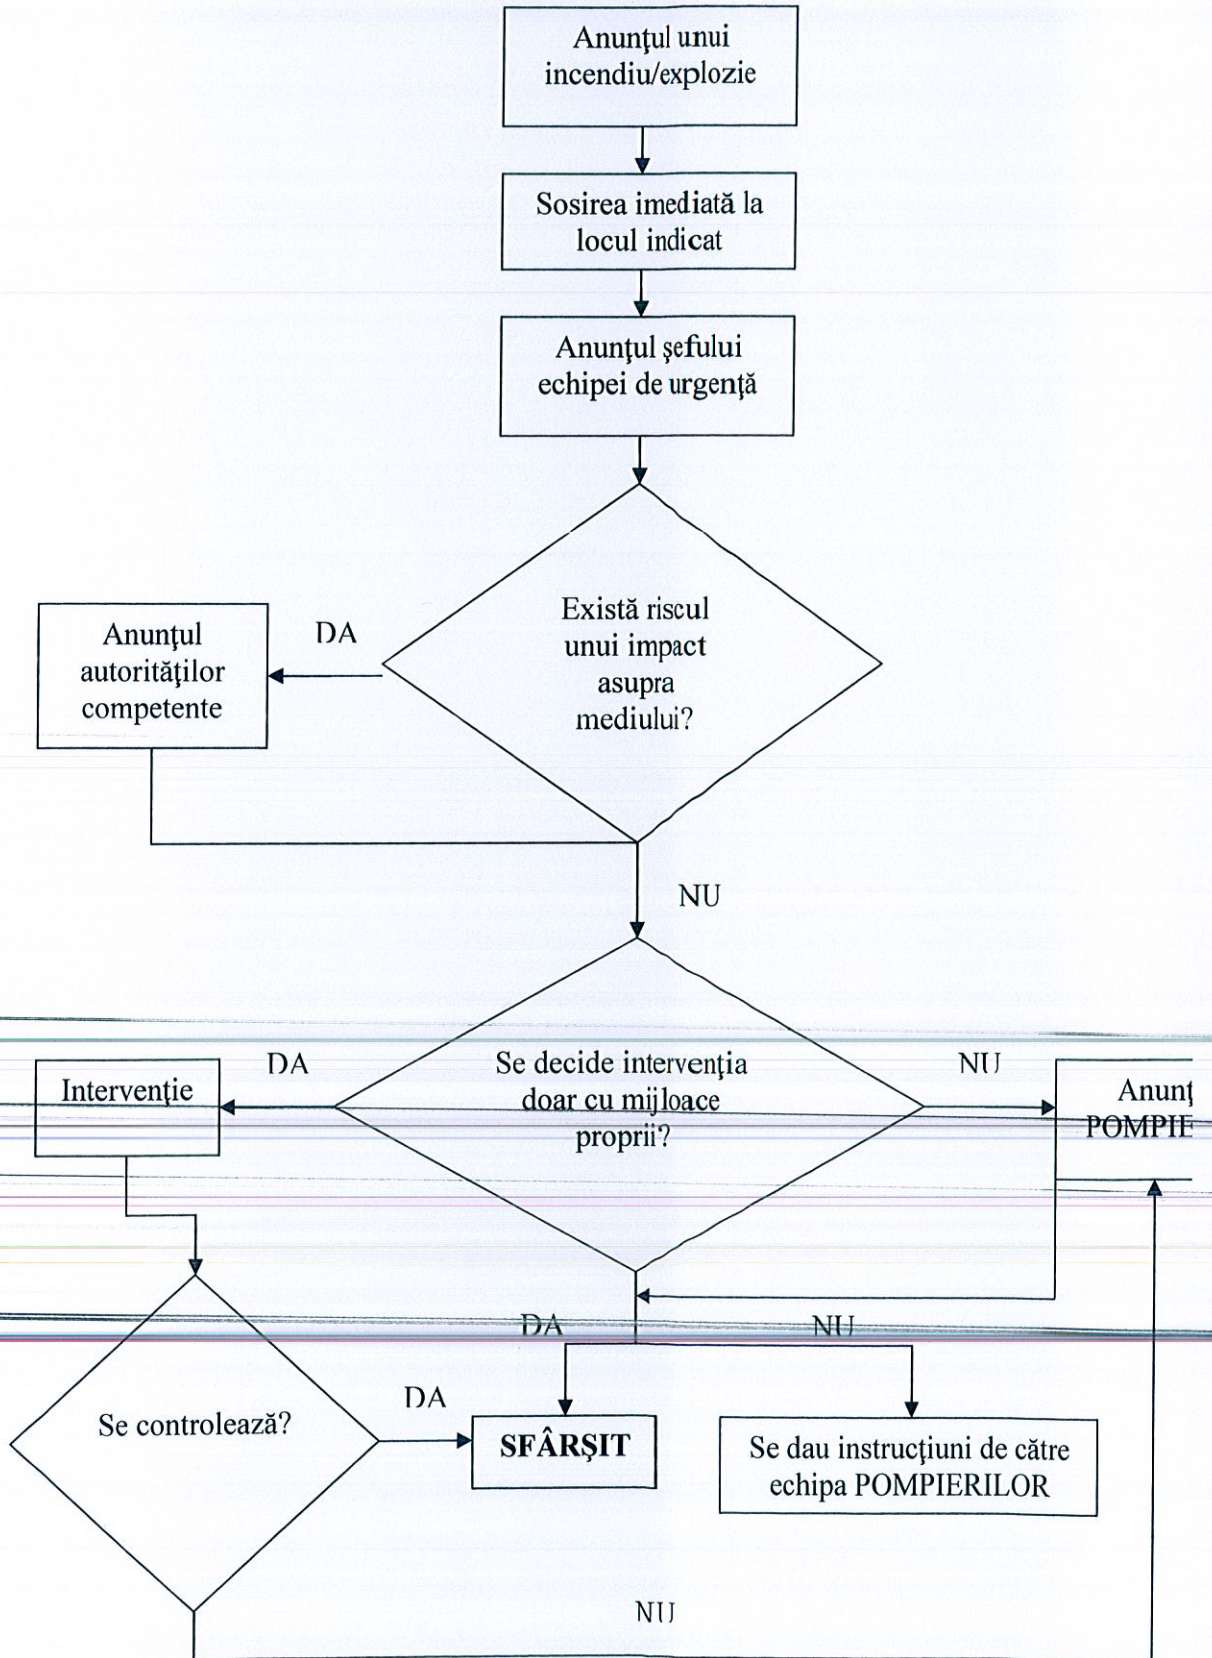 Anunţul unui
incendiu/explozie
Sosirea imediată la
locul indicat
Anunţul şefului
echipei de urgenţă
Există riscul
unui impact
asupra
mediului?
DA
Anunţul
autorităţilor
competente
NU
Se decide intervenţia
doar cu mijloace
proprii?
DA
Intervenţie
NU
Anunţ
POMPIE
DA
NU
Se controlează?
DA
SFÂRŞIT
Se dau instrucţiuni de către
echipa POMPIERILOR
NU